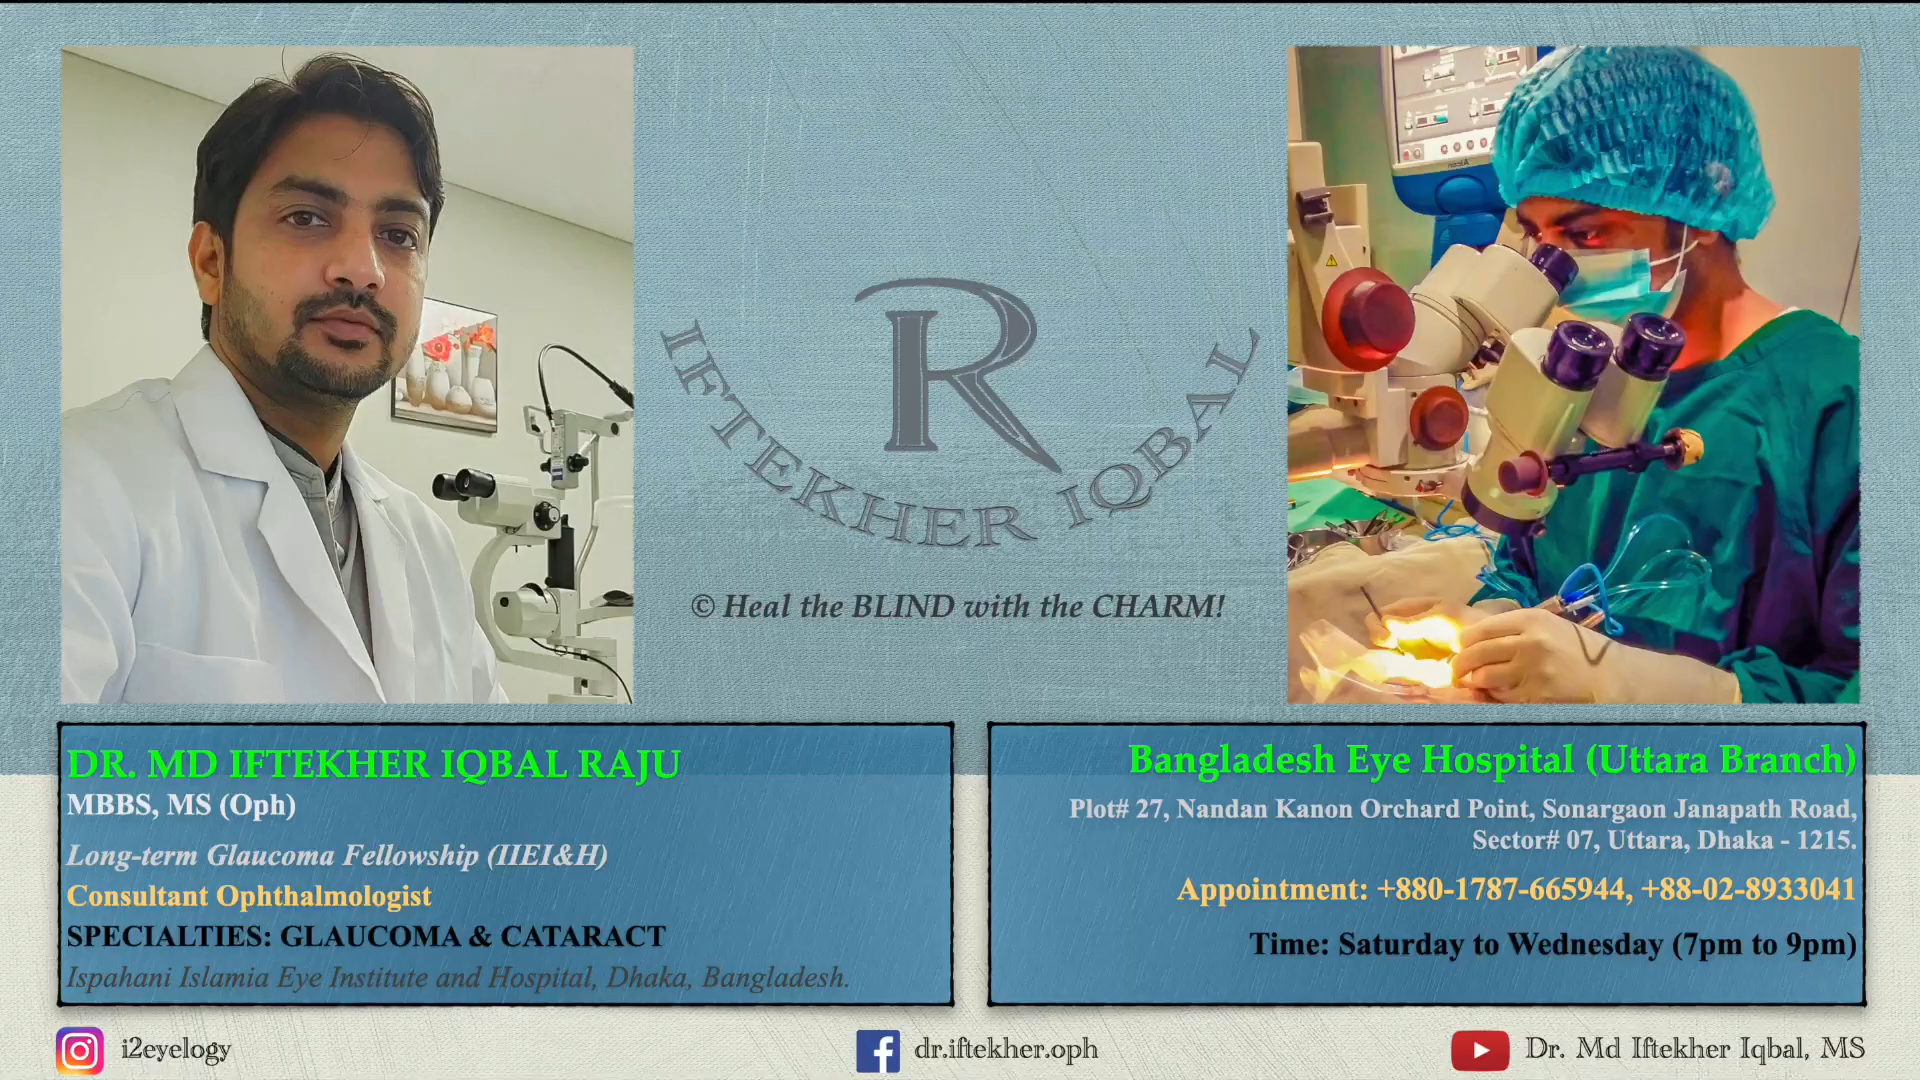 R
IFTEKHER IQBAL
© Heal the BLIND with the CHARM!
DR. MD IFTEKHER IQBAL RAJU
MBBS, MS (Oph)
Long-term Glaucoma Fellowship (IIEI&H)
Consultant Ophthalmologist
SPECIALTIES: GLAUCOMA & CATARACT
Ispahani Islamia Eye Institute and Hospital, Dhaka, Bangladesh.
Bangladesh Eye Hospital (Uttara Branch)
Plot# 27, Nandan Kanon Orchard Point, Sonargaon Janapath Road,
Sector# 07, Uttara, Dhaka - 1215.
Appointment: +880-1787-665944, +88-02-8933041
Time: Saturday to Wednesday (7pm to 9pm)
i2eyelogy
dr.iftekher.oph
Dr. Md Iftekher Iqbal, MS